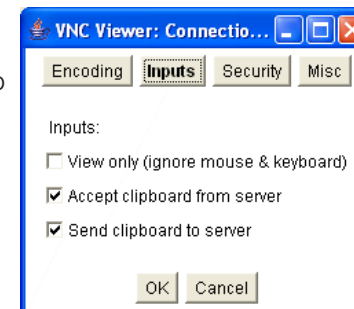 VNC Viewer: Connectio...
Encoding Inputs Security Misc
Inputs:
View only (ignore mouse & keyboard)
Accept clipboard from server
Send clipboard to server
OK Cancel